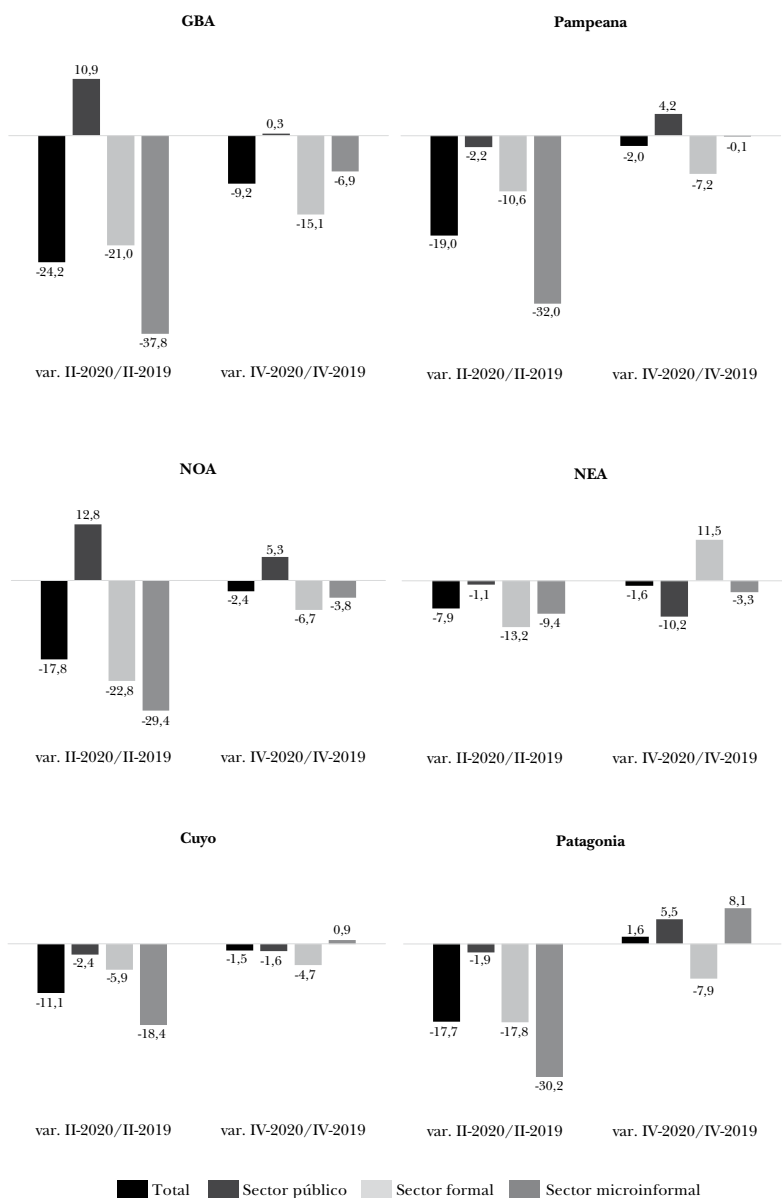 GBA
10,9
-24,2
-21,0
-37,8
0,3
-9,2
-15,1
-6,9
var. II-2020/II-2019
var. IV-2020/IV-2019
Pampeana
-19,0
-2,2
-10,6
-32,0
4,2
-2,0
-7,2
-0,1
var. II-2020/II-2019
var. IV-2020/IV-2019
NOA
12,8
-17,8
-22,8
-29,4
5,3
-2,4
-6,7
-3,8
var. II-2020/II-2019
var. IV-2020/IV-2019
NEA
-7,9
-1,1
-13,2
-9,4
11,5
-1,6
-10,2
-3,3
var. II-2020/II-2019
var. IV-2020/IV-2019
Cuyo
-11,1
-2,4
-5,9
-18,4
0,9
-1,5
-1,6
-4,7
var. II-2020/II-2019
var. IV-2020/IV-2019
Patagonia
-17,7
-1,9
-17,8
-30,2
1,6
5,5
-7,9
8,1
var. II-2020/II-2019
var. IV-2020/IV-2019
Total Sector público Sector formal Sector microinformal